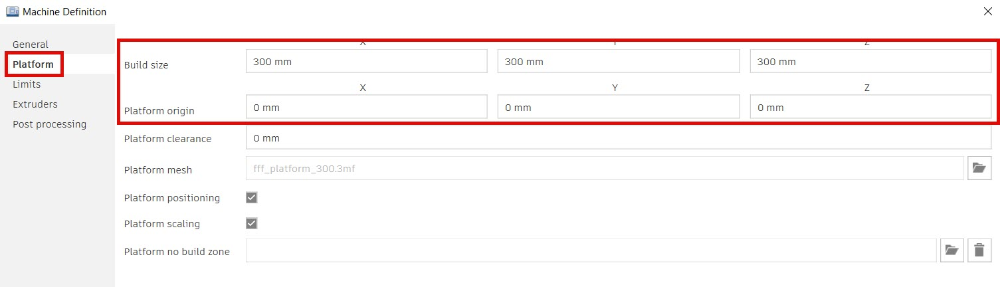 Machine Definition
General
Platform
Limits
Extruders
Post processing
X Y Z
Build size 300 mm 300 mm 300 mm
X Y Z
Platform origin 0 mm 0 mm 0 mm
Platform clearance 0 mm
Platform mesh fff_platform_300.3mf
Platform positioning
Platform scaling
Platform no build zone